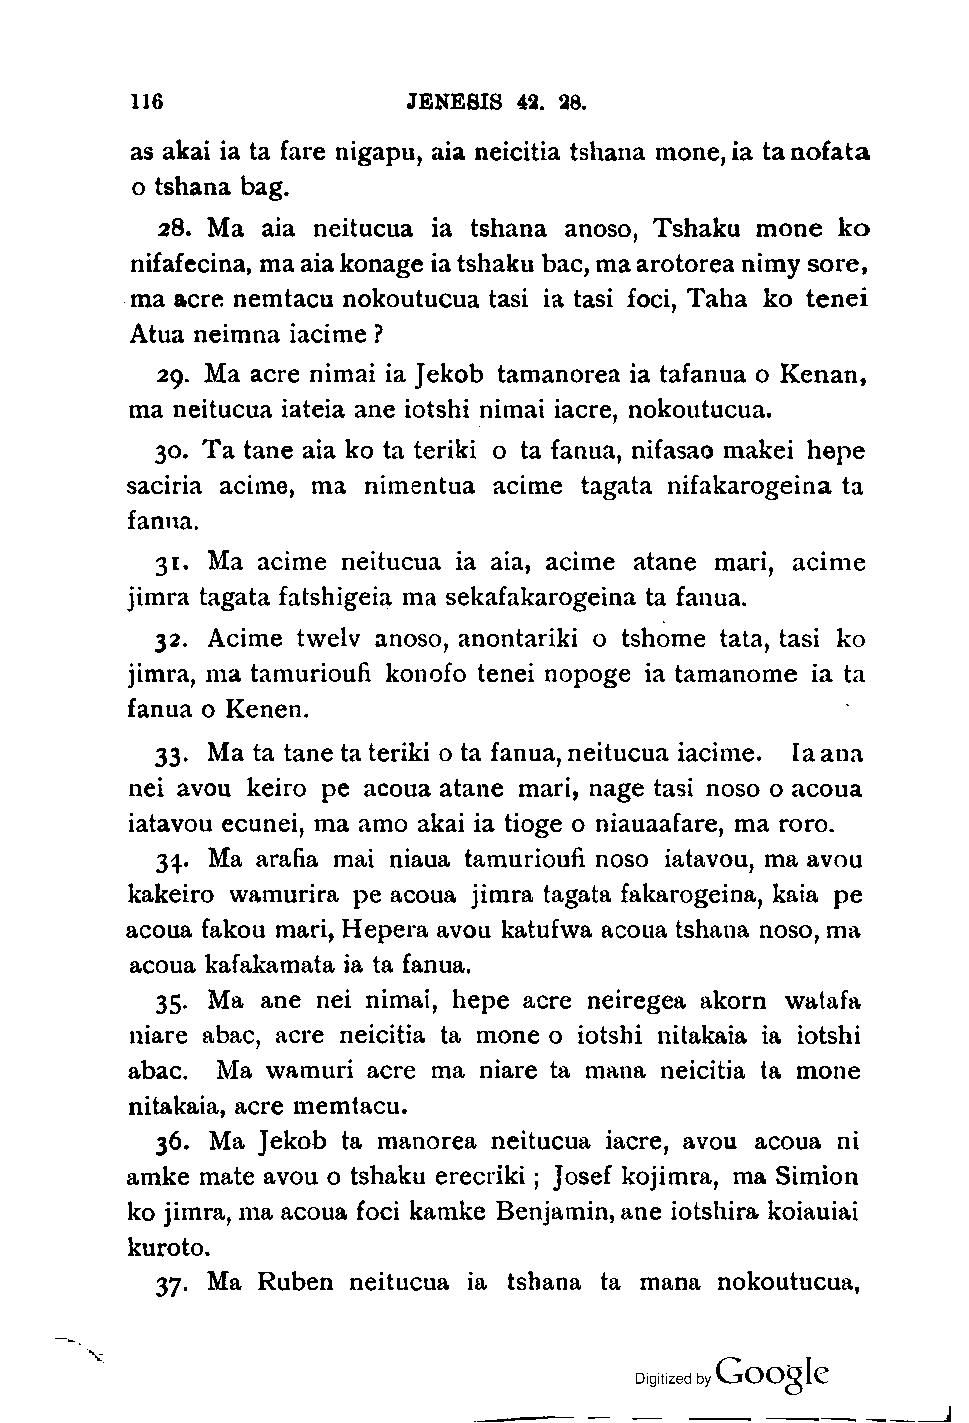 116 JENESIS 42. 28.
as akai ia ta fare nigapu, aia neicitia tshana mone, ia ta nofata
o tshana bag.
28. Ma aia neitucua ia tshana anoso, Tshaku mone ko
nifafecina, ma aia konage ia tshaku bac, ma arotorea nimy sore,
ma acre nemtacu nokoutucua tasi ia tasi foci, Taha ko tenei
Atua neimna iacime ?
29. Ma acre nimai ia Jekob tamanorea ia tafanua o Kenan,
ma neitucua iateia ane iotshi nimai iacre, nokoutucua.
30. Ta tane aia ko ta teriki o ta fanua, nifasao makei hepe
saciria acime, ma nimentua acime tagata nifakarogeina ta
fanua.
31. Ma acime neitucua ia aia, acime atane mari, acime
jimra tagata fatshigeia ma sekafakarogeina ta fanua.
32. Acime twelv anoso, anontariki o tshome tata, tasi ko
jimra, ma tamurioufi konofo tenei nopoge ia tamanome ia ta
fanua o Kenen.
33. Ma ta tane ta teriki o ta fanua, neitucua iacime. Ia ana
nei avou keiro pe acoua atane mari, nage tasi noso o acoua
iatavou ecunei, ma amo akai ia tioge o niauaafare, ma roro.
34. Ma arafia mai niaua tamurioufi noso iatavou, ma avou
kakeiro wamurira pe acoua jimra tagata fakarogeina, kaia pe
acoua fakou mari, Hepera avou katufwa acoua tshana noso, ma
acoua kafakamata ia ta fanua.
35. Ma ane nei nimai, hepe acre neiregea akorn watafa
niare abac, acre neicitia ta mone o iotshi nitakaia ia iotshi
abac. Ma wamuri acre ma niare ta mana neicitia ta mone
nitakaia, acre memtacu.
36. Ma Jekob ta manorea neitucua iacre, avou acoua ni
amke mate avou o tshaku erecriki ; Josef kojimra, ma Simion
ko jimra, ma acoua foci kamke Benjamin, ane iotshira koiauiai
kuroto.
37. Ma Ruben neitucua ia tshana ta mana nokoutucua,
Digitized by Google